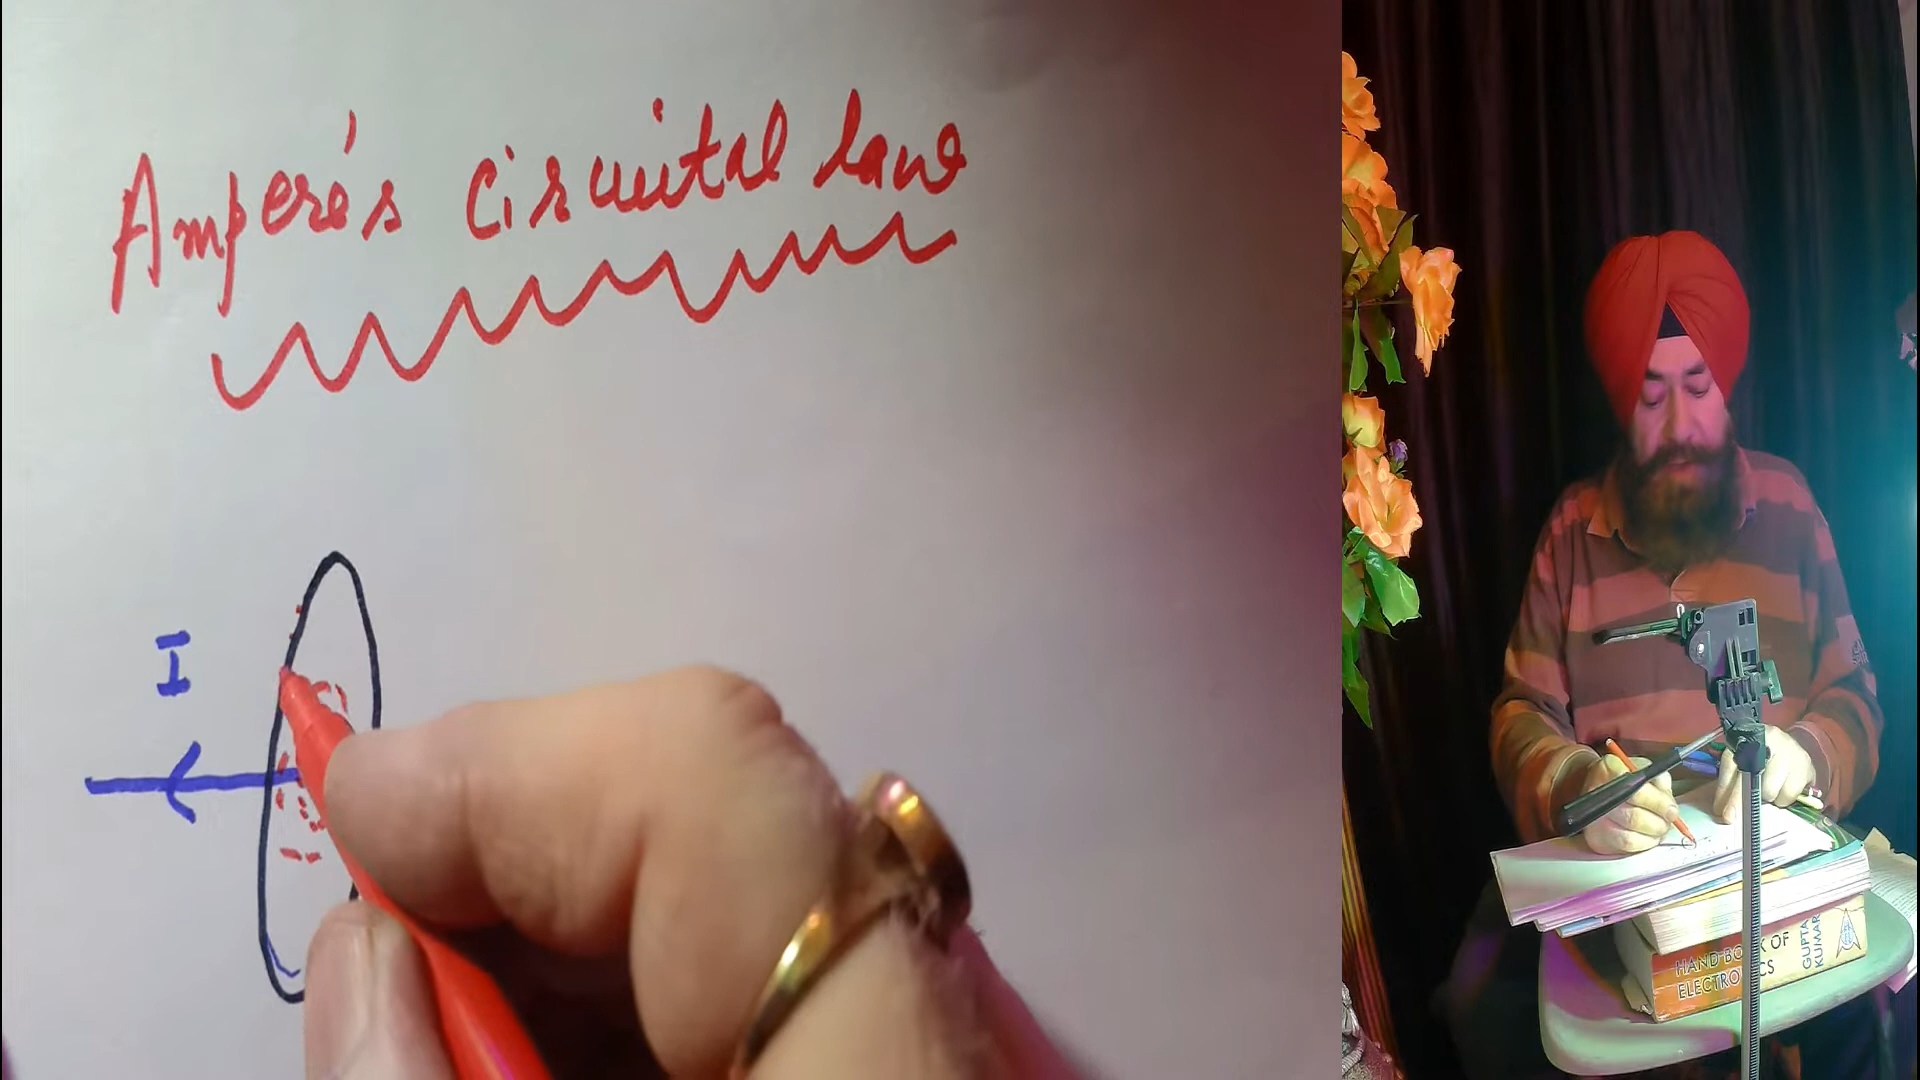 Ampere's circuital law
I
HAND BOOK OF
ELECTRONICS
GUPTA
KUMAR